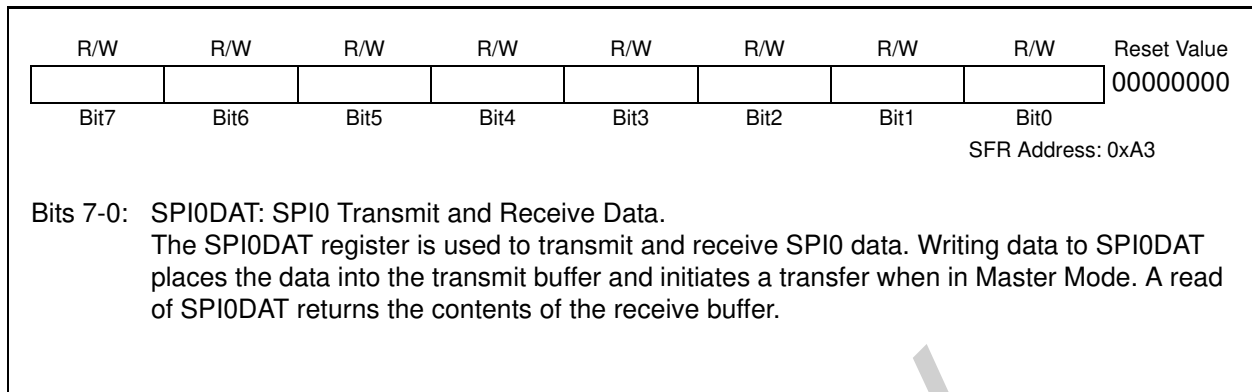 R/W R/W R/W R/W R/W R/W R/W R/W Reset Value
00000000
Bit7 Bit6 Bit5 Bit4 Bit3 Bit2 Bit1 Bit0
SFR Address: 0xA3
Bits 7-0: SPI0DAT: SPI0 Transmit and Receive Data.
The SPI0DAT register is used to transmit and receive SPI0 data. Writing data to SPI0DAT
places the data into the transmit buffer and initiates a transfer when in Master Mode. A read
of SPI0DAT returns the contents of the receive buffer.